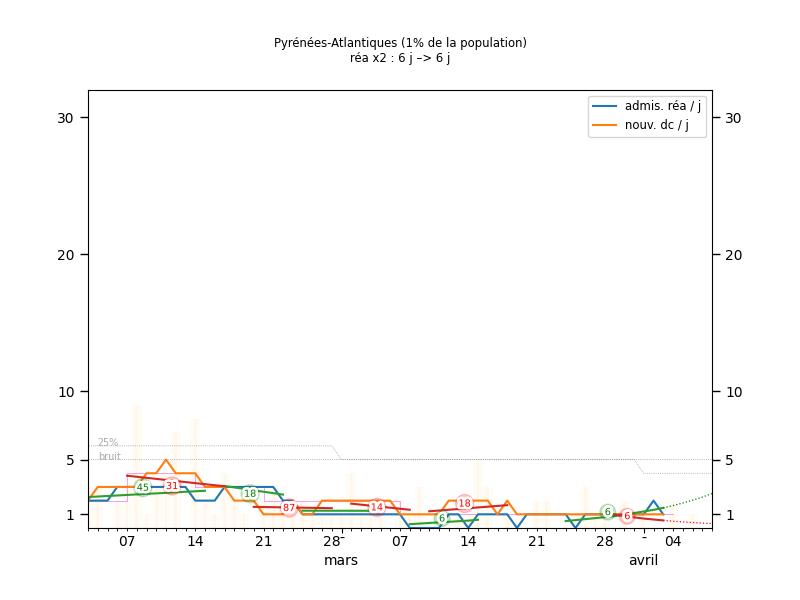 Pyrénées-Atlantiques (1% de la population)
réa x2 : 6 j –> 6 j
admis. réa / j
nouv. dc / j
30 30
20 20
10 10
5 5
1 1
25%
bruit
45 31 18 87 14 6 18 6 6
07 14 21 28 - 07 14 21 28 - 04
mars avril